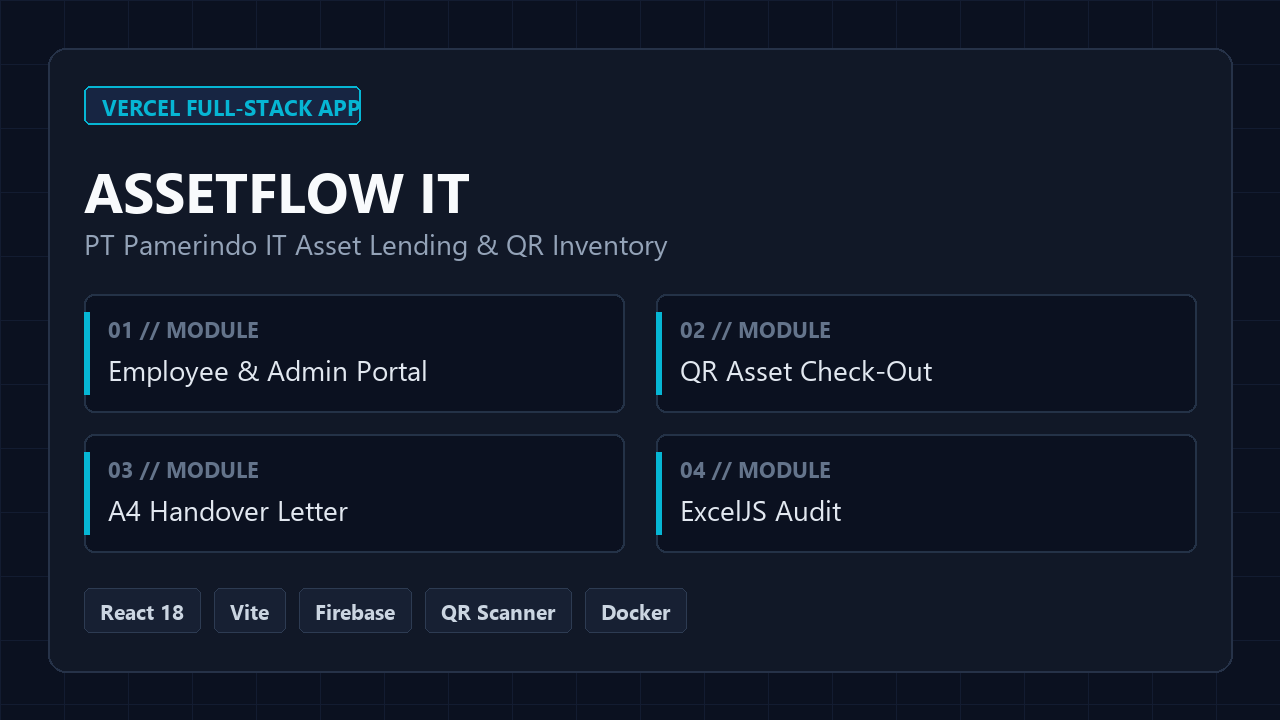 VERCEL FULL-STACK APP
ASSETFLOW IT
PT Pamerindo IT Asset Lending & QR Inventory
01 // MODULE
Employee & Admin Portal
02 // MODULE
QR Asset Check-Out
03 // MODULE
A4 Handover Letter
04 // MODULE
ExcelJS Audit
React 18
Vite
Firebase
QR Scanner
Docker